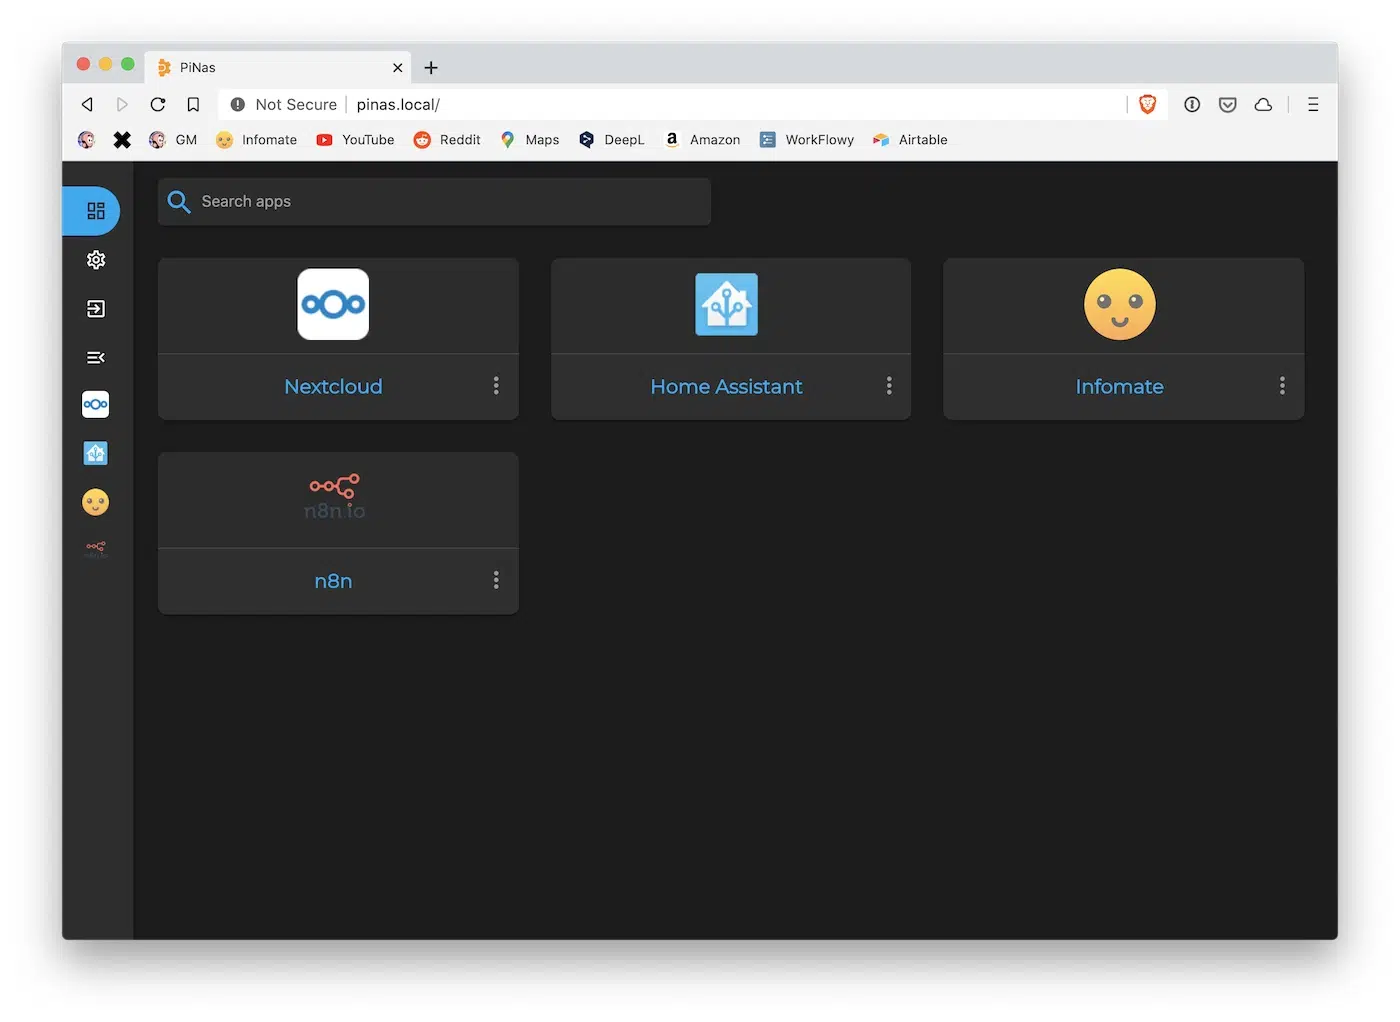 PiNas
Not Secure pinas.local/
GM Infomate YouTube Reddit Maps DeepL Amazon WorkFlowy Airtable
Search apps
Nextcloud Home Assistant Infomate
n8n.io
n8n